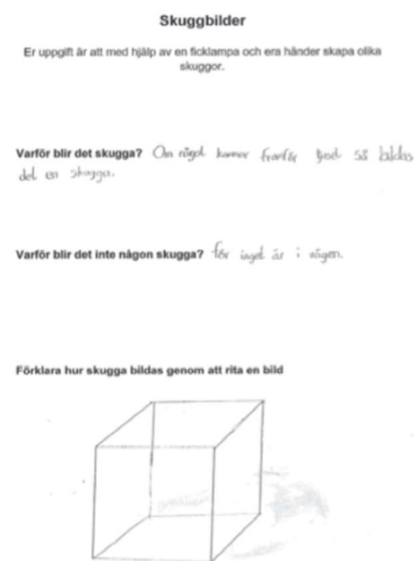 Skuggbilder
Er uppgift är att med hjälp av en ficklampa och era händer skapa olika
skuggor.
Varför blir det skugga? Om något kommer framför ljuset så bildas
det en skugga.
Varför blir det inte någon skugga? för inget är i vägen.
Förklara hur skugga bildas genom att rita en bild